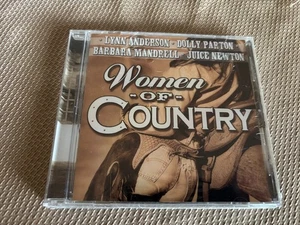 LYNN ANDERSON · DOLLY PARTON
BARBARA MANDRELL · JUICE NEWTON
Women
- OF -
COUNTRY